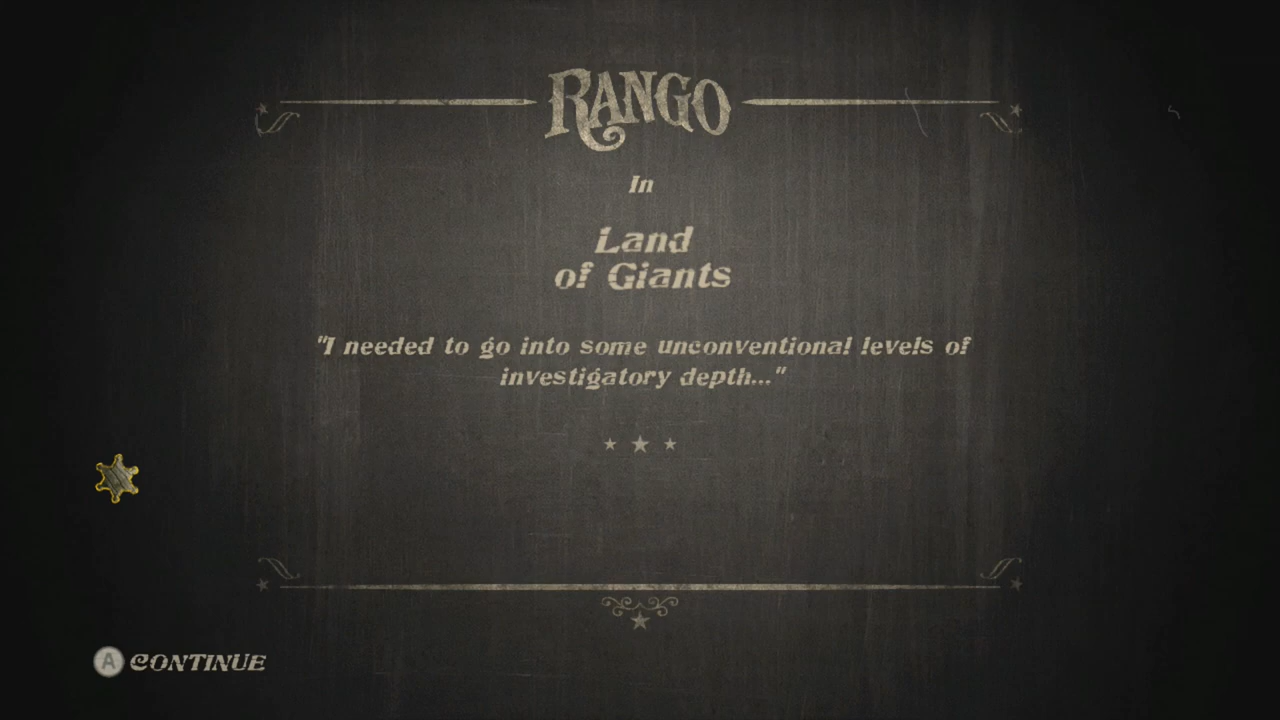 RANGO
In
Land
of Giants
"I needed to go into some unconventional levels of
investigatory depth..."
A CONTINUE